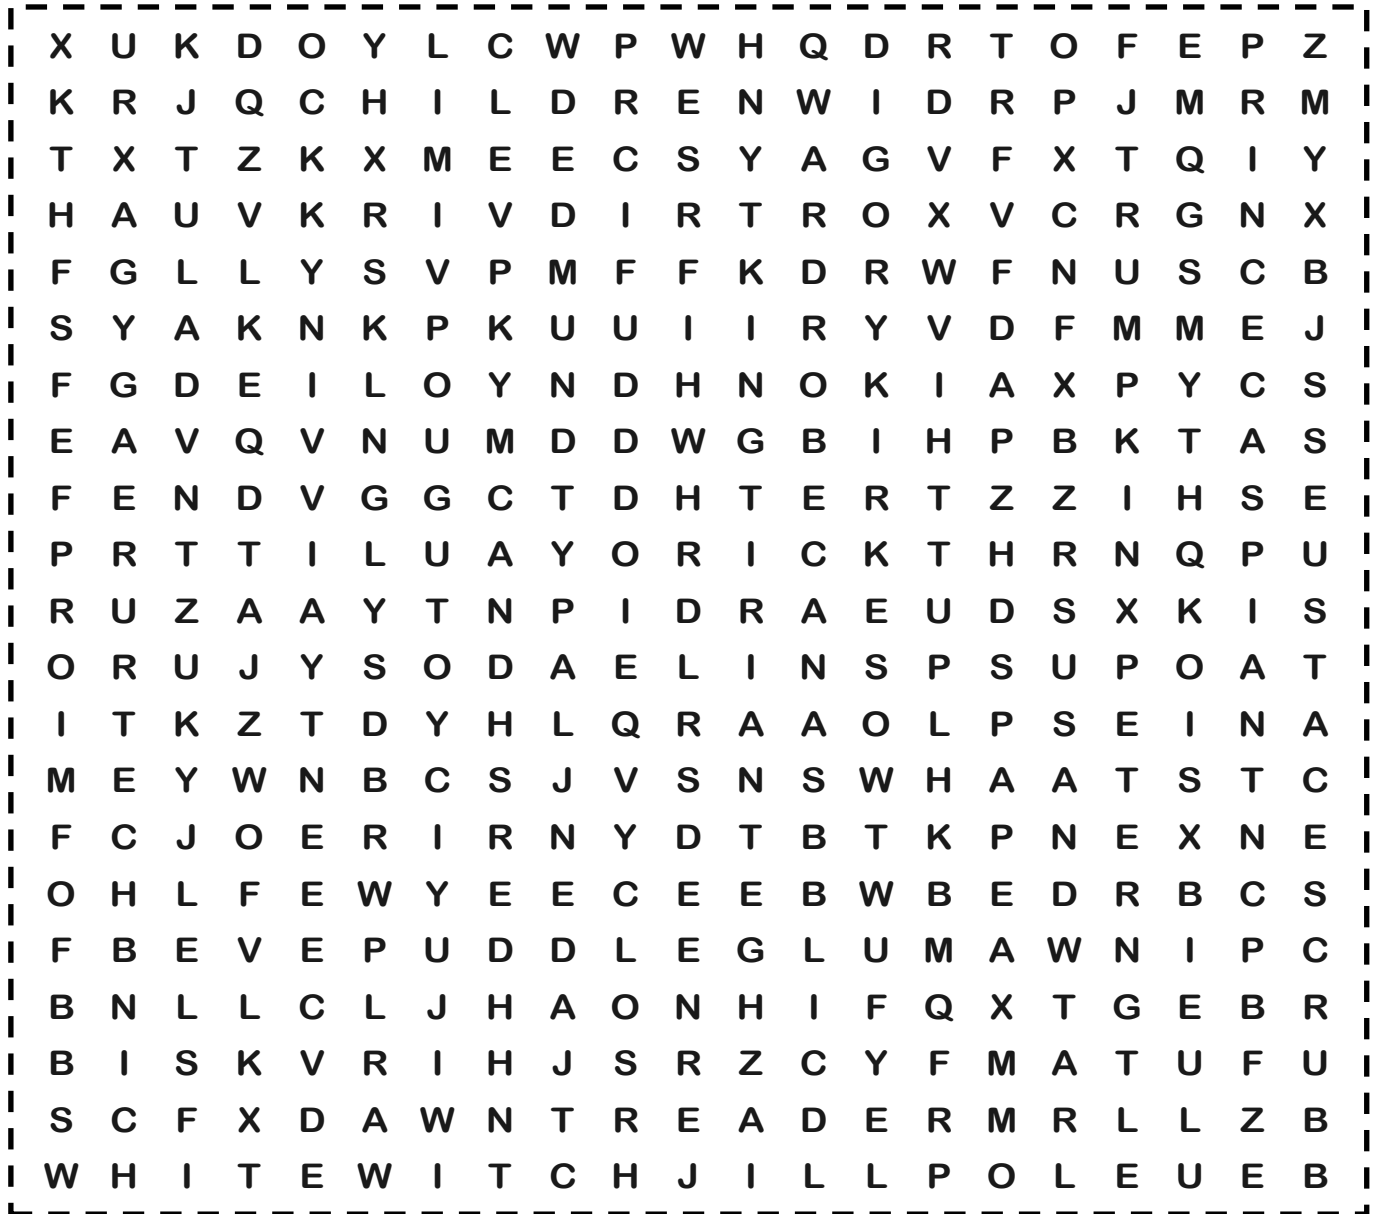 X U K D O Y L C W P W H Q D R T O F E P Z
K R J Q C H I L D R E N W I D R P J M R M
T X T Z K X M E E C S Y A G V F X T Q I Y
H A U V K R I V D I R T R O X V C R G N X
F G L L Y S V P M F F K D R W F N U S C B
S Y A K N K P K U U I I R Y V D F M M E J
F G D E I L O Y N D H N O K I A X P Y C S
E A V Q V N U M D D W G B I H P B K T A S
F E N D V G G C T D H T E R T Z Z I H S E
P R T T I L U A Y O R I C K T H R N Q P U
R U Z A A Y T N P I D R A E U D S X K I S
O R U J Y S O D A E L I N S P S U P O A T
I T K Z T D Y H L Q R A A O L P S E I N A
M E Y W N B C S J V S N S W H A A T S T C
F C J O E R I R N Y D T B T K P N E X N E
O H L F E W Y E E C E E B W B E D R B C S
F B E V E P U D D L E G L U M A W N I P C
B N L L C L J H A O N H I F Q X T G E B R
B I S K V R I H J S R Z C Y F M A T U F U
S C F X D A W N T R E A D E R M R L L Z B
W H I T E W I T C H J I L L P O L E U E B